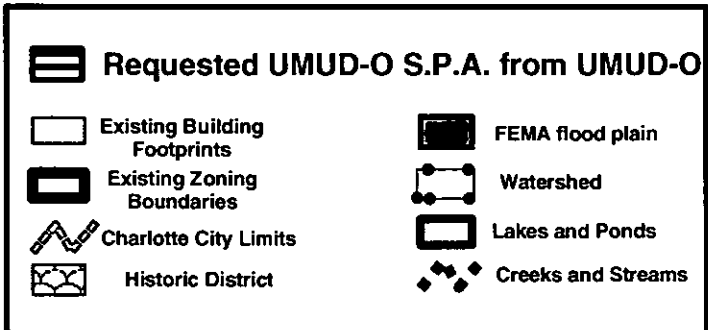 Requested UMUD-O S.P.A. from UMUD-O
Existing Building
Footprints
Existing Zoning
Boundaries
Charlotte City Limits
Historic District
FEMA flood plain
Watershed
Lakes and Ponds
Creeks and Streams